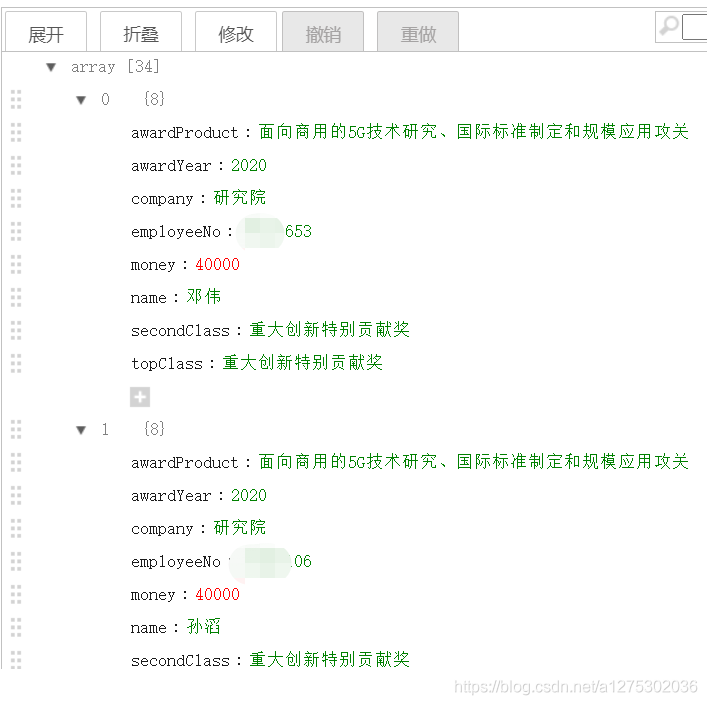 展开 折叠 修改 撤销 重做
array [34]
0 {8}
awardProduct : 面向商用的5G技术研究、国际标准制定和规模应用攻关
awardYear : 2020
company : 研究院
employeeNo : 653
money : 40000
name : 邓伟
secondClass : 重大创新特别贡献奖
topClass : 重大创新特别贡献奖
1 {8}
awardProduct : 面向商用的5G技术研究、国际标准制定和规模应用攻关
awardYear : 2020
company : 研究院
employeeNo 06
money : 40000
name : 孙滔
secondClass : 重大创新特别贡献奖
https://blog.csdn.net/a1275302036